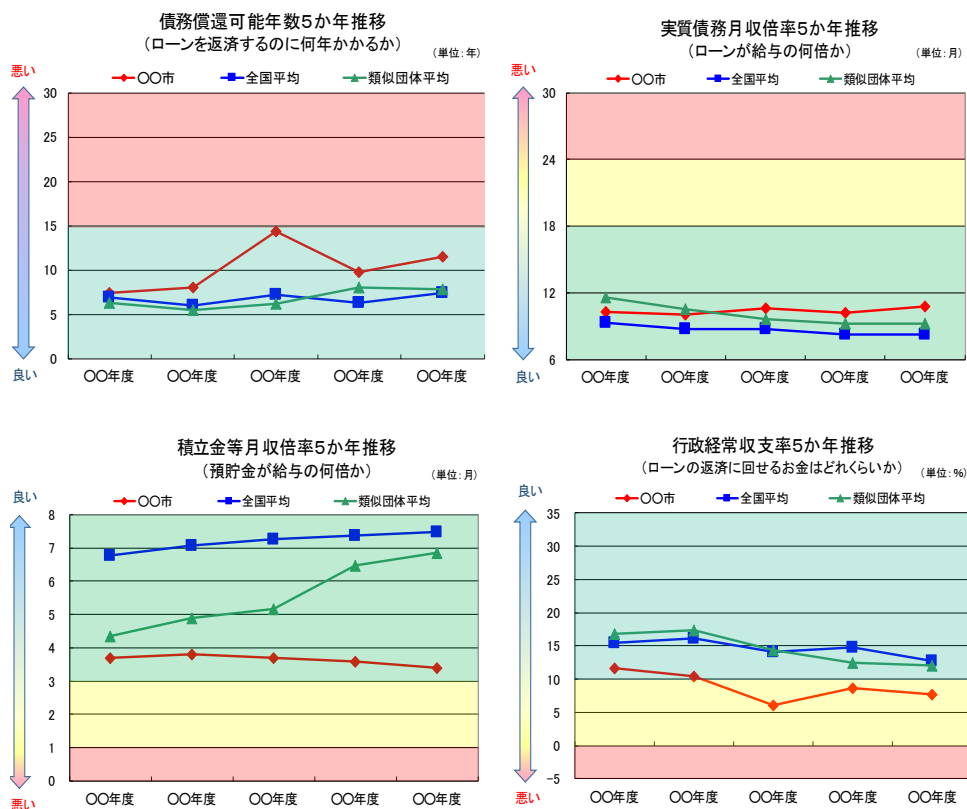 債務償還可能年数5か年推移
(ローンを返済するのに何年かかるか)
(単位:年)
悪い
〇〇市 全国平均 類似団体平均
30
25
20
15
10
5
0
良い
〇〇年度 〇〇年度 〇〇年度 〇〇年度 〇〇年度
実質債務月収倍率5か年推移
(ローンが給与の何倍か)
(単位:月)
悪い
〇〇市 全国平均 類似団体平均
30
24
18
12
6
良い
〇〇年度 〇〇年度 〇〇年度 〇〇年度 〇〇年度
積立金等月収倍率5か年推移
(預貯金が給与の何倍か)
(単位:月)
良い
〇〇市 全国平均 類似団体平均
8
7
6
5
4
3
2
1
0
悪い
〇〇年度 〇〇年度 〇〇年度 〇〇年度 〇〇年度
行政経常収支率5か年推移
(ローンの返済に回せるお金はどれくらいか)
(単位:%)
良い
〇〇市 全国平均 類似団体平均
35
30
25
20
15
10
5
0
-5
悪い
〇〇年度 〇〇年度 〇〇年度 〇〇年度 〇〇年度